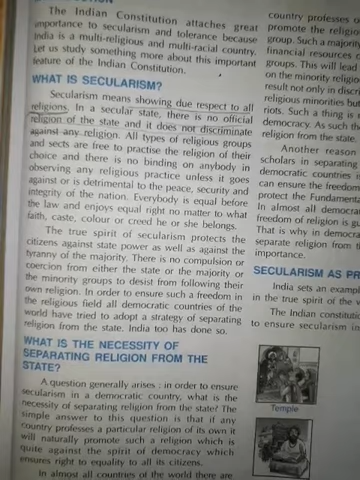 The Indian Constitution attaches great
importance to secularism and tolerance because
India is a multi-religious and multi-racial country.
Let us study something more about this important
feature of the Indian Constitution.
WHAT IS SECULARISM?
Secularism means showing due respect to all
religions. In a secular state, there is no official
religion of the state and it does not discriminate
against any religion. All types of religious groups
and sects are free to practise the religion of their
choice and there is no binding on anybody in
observing any religious practice unless it goes
against or is detrimental to the peace, security and
integrity of the nation. Everybody is equal before
the law and enjoys equal right no matter to what
faith, caste, colour or creed he or she belongs.
The true spirit of secularism protects the
citizens against state power as well as against the
tyranny of the majority. There is no compulsion or
coercion from either the state or the majority or
the minority groups to desist from following their
own religion. In order to ensure such a freedom in
the religious field all democratic countries of the
world have tried to adopt a strategy of separating
religion from the state. India too has done so.
WHAT IS THE NECESSITY OF
SEPARATING RELIGION FROM THE
STATE?
A question generally arises : in order to ensure
secularism in a democratic country, what is the
necessity of separating religion from the state? The
simple answer to this question is that if any
country professes a particular religion of its own it
will naturally promote such a religion which is
quite against the spirit of democracy which
ensures right to equality to all its citizens.
In almost all countries of the world there are
country professes
promote the religio
group. Such a majorit
financial resources
groups. This will lead
on the minority religion
result not only in discri
religious minorities bu
riots. Such a thing is
democracy. As such th
religion from the state.
Another reason
scholars in separating
democratic countries i
can ensure the freedom
protect the Fundamenta
In almost all democra
freedom of religion is gu
That is why in democra
separate religion from t
importance.
SECULARISM AS PR
India sets an example
in the true spirit of the w
The Indian constituti
to ensure secularism in
Temple